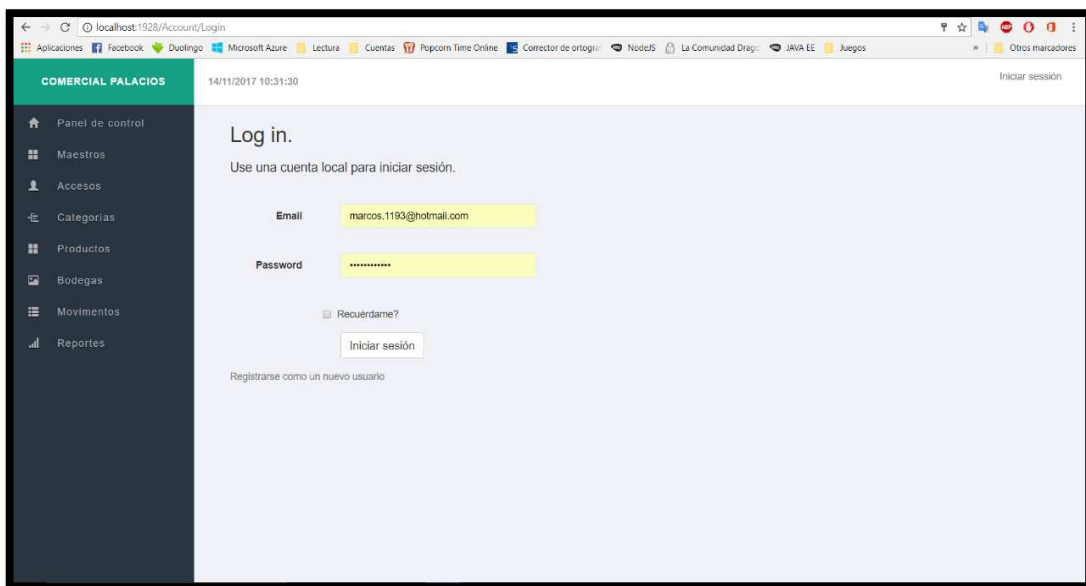 localhost:1928/Account/Login
Aplicaciones Facebook Duolingo Microsoft Azure Lectura Cuentas Popcorn Time Online Corrector de ortogra NodeJS La Comunidad Drago JAVA EE Juegos » Otros marcadores
COMERCIAL PALACIOS 14/11/2017 10:31:30 Iniciar sessión
Panel de control
Maestros
Accesos
Categorías
Productos
Bodegas
Movimentos
Reportes
Log in.
Use una cuenta local para iniciar sesión.
Email marcos.1193@hotmail.com
Password ••••••••••••
Recuérdame?
Iniciar sesión
Registrarse como un nuevo usuario